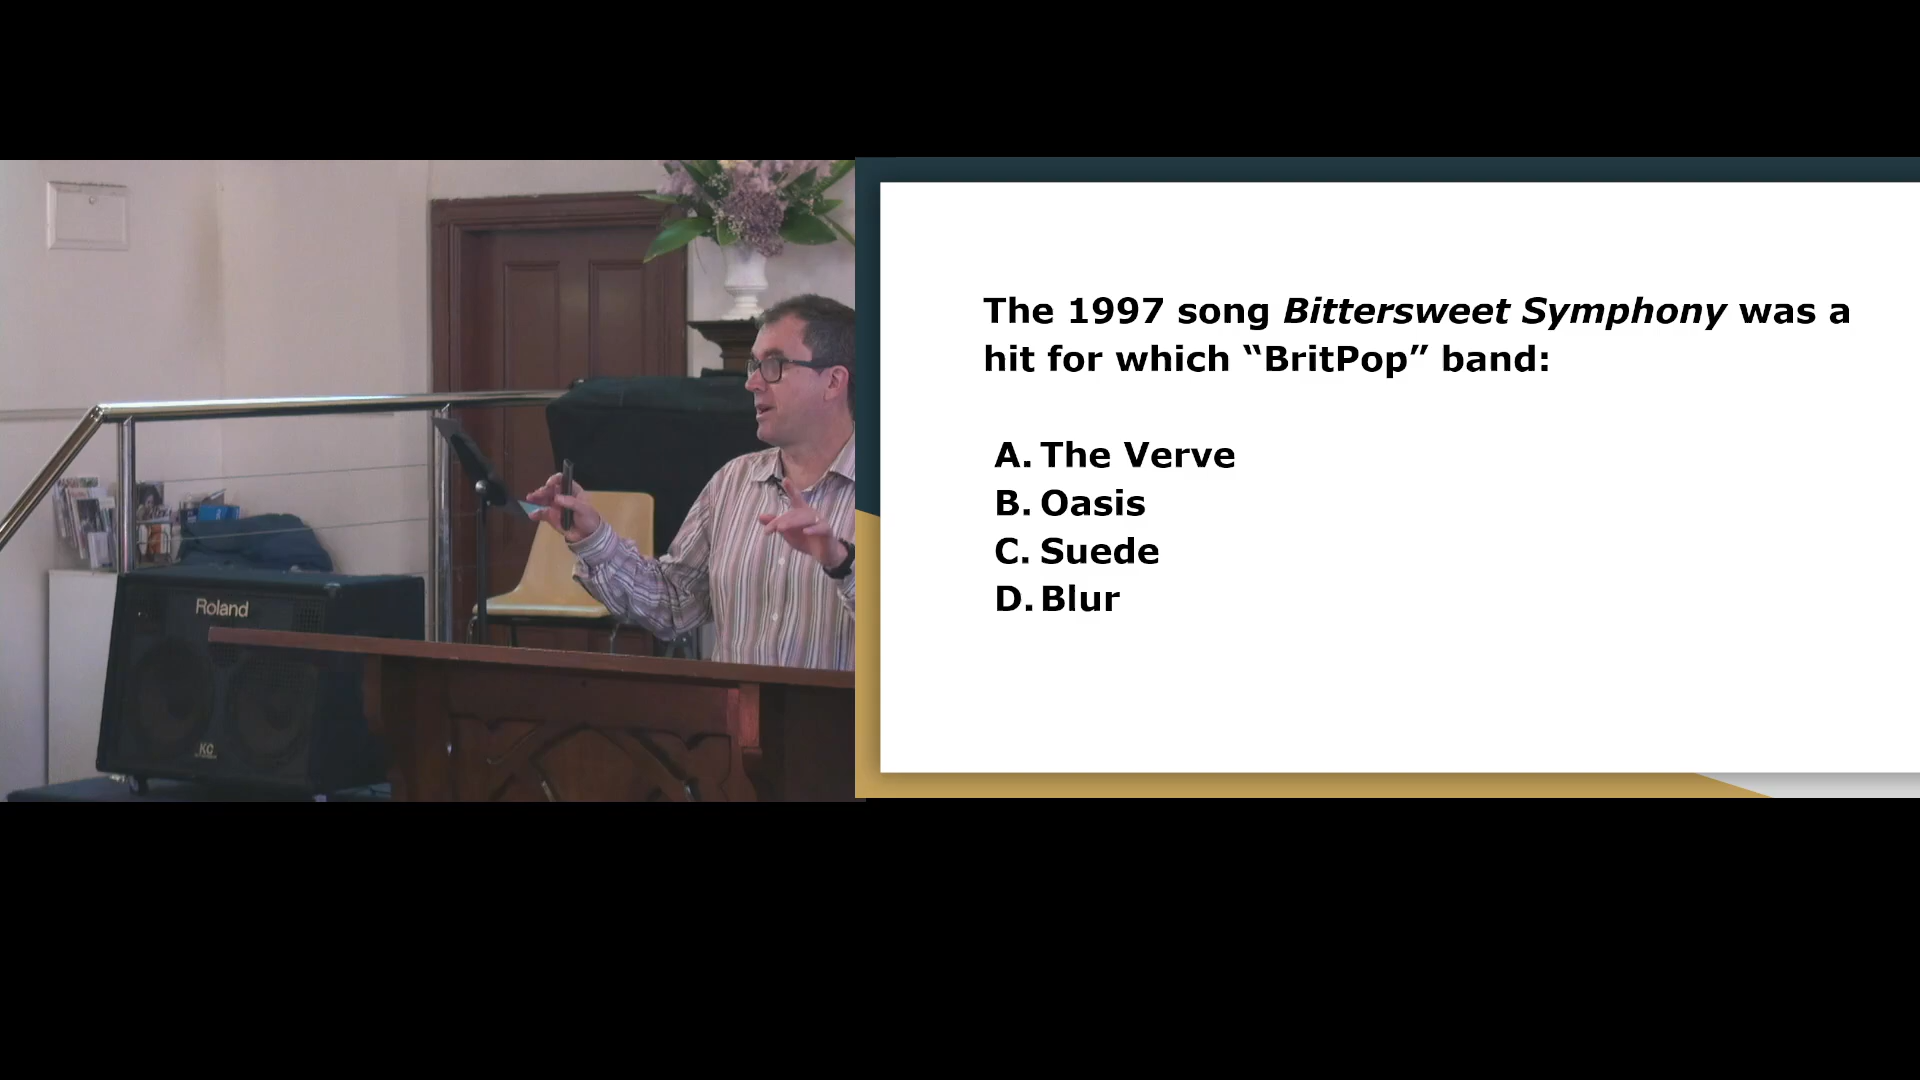 The 1997 song Bittersweet Symphony was a
hit for which “BritPop” band:
A. The Verve
B. Oasis
C. Suede
D. Blur
Roland
KC